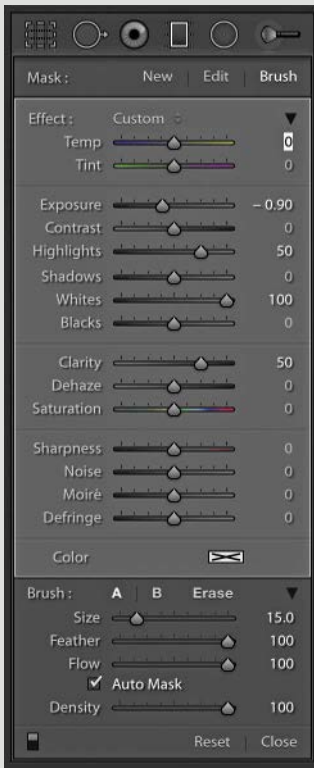 Mask : New | Edit | Brush
Effect : Custom
Temp 0
Tint 0
Exposure – 0.90
Contrast 0
Highlights 50
Shadows 0
Whites 100
Blacks 0
Clarity 50
Dehaze 0
Saturation 0
Sharpness 0
Noise 0
Moiré 0
Defringe 0
Color
Brush : A | B Erase
Size 15.0
Feather 100
Flow 100
Auto Mask
Density 100
Reset | Close